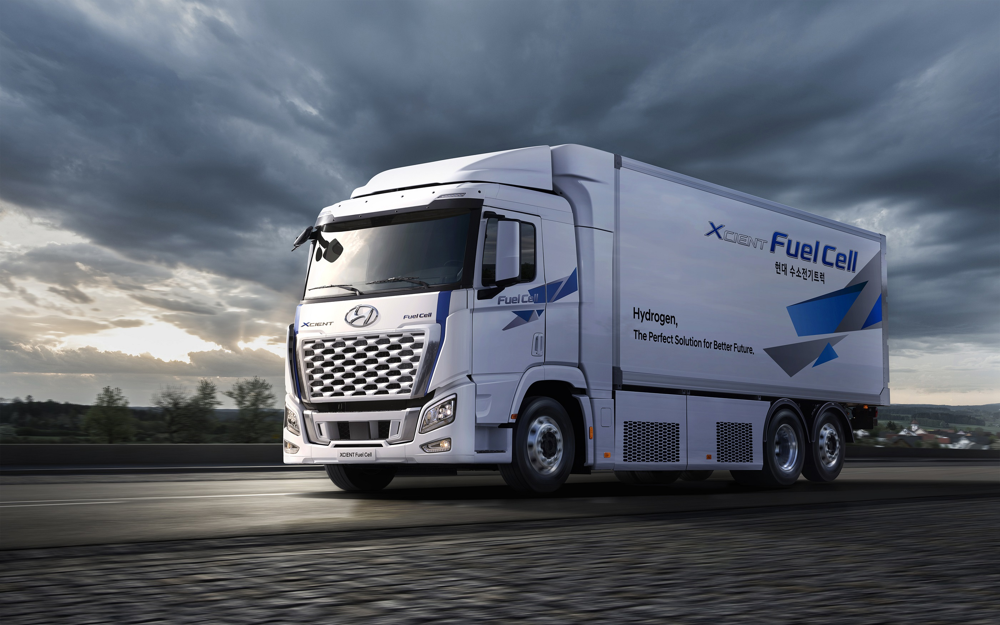 XCIENT Fuel Cell
현대 수소전기트럭
Hydrogen,
The Perfect Solution for Better Future.
Fuel Cell
XCIENT
Fuel Cell
XCIENT Fuel Cell